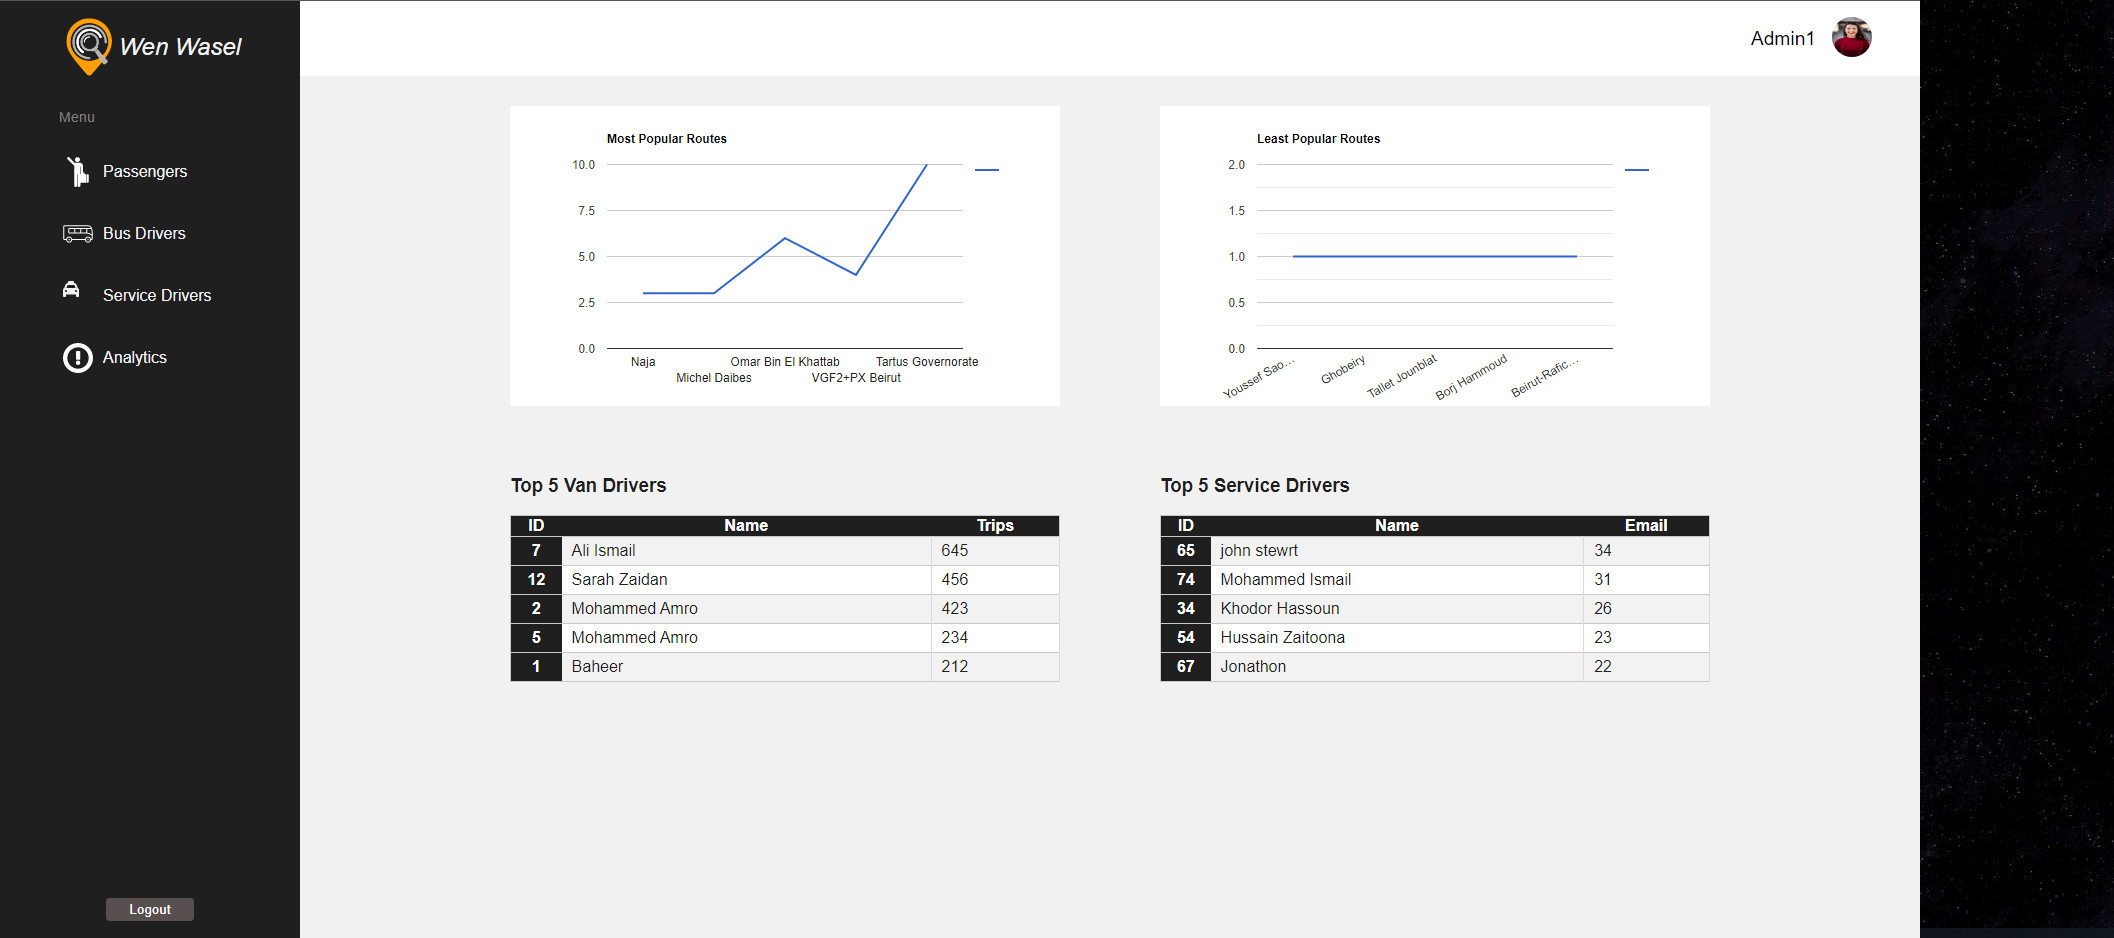 Wen Wasel
Menu
Passengers
Bus Drivers
Service Drivers
Analytics
Logout
Admin1
Most Popular Routes
10.0
7.5
5.0
2.5
0.0
Naja
Michel Daibes
Omar Bin El Khattab
VGF2+PX Beirut
Tartus Governorate
Least Popular Routes
2.0
1.5
1.0
0.5
0.0
Youssef Sao...
Ghobeiry
Tallet Jounblat
Borj Hammoud
Beirut-Rafic...
Top 5 Van Drivers
ID Name Trips
7 Ali Ismail 645
12 Sarah Zaidan 456
2 Mohammed Amro 423
5 Mohammed Amro 234
1 Baheer 212
Top 5 Service Drivers
ID Name Email
65 john stewrt 34
74 Mohammed Ismail 31
34 Khodor Hassoun 26
54 Hussain Zaitoona 23
67 Jonathon 22